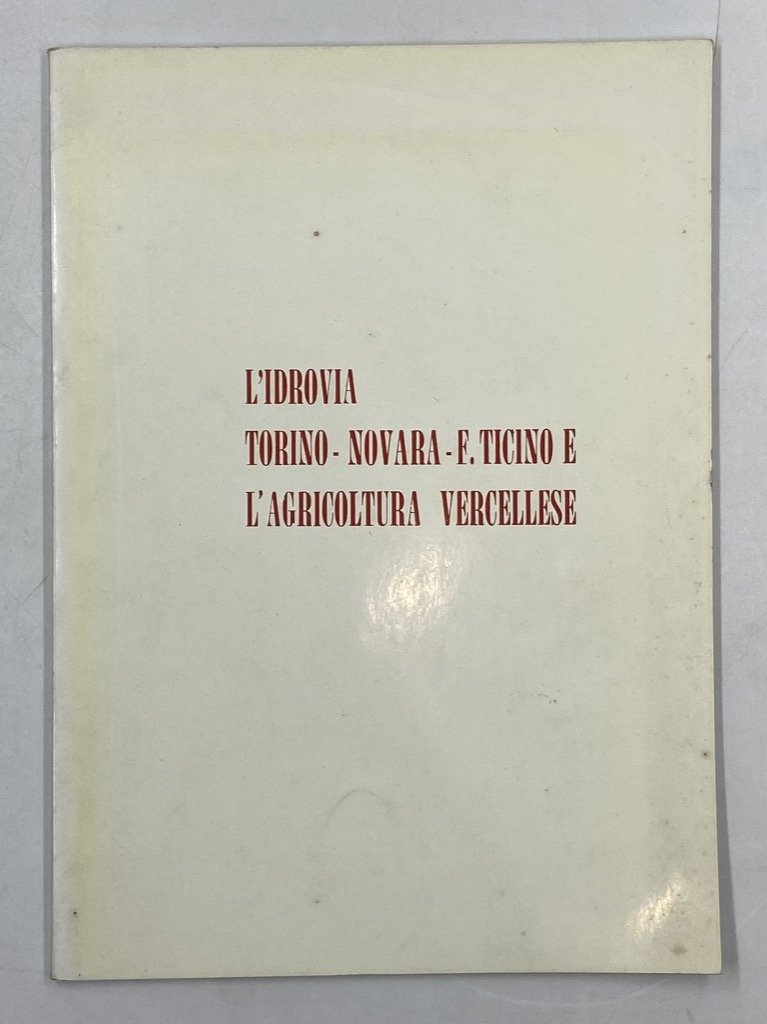 L'IDROVIA
TORINO - NOVARA - F. TICINO E
L'AGRICOLTURA VERCELLESE